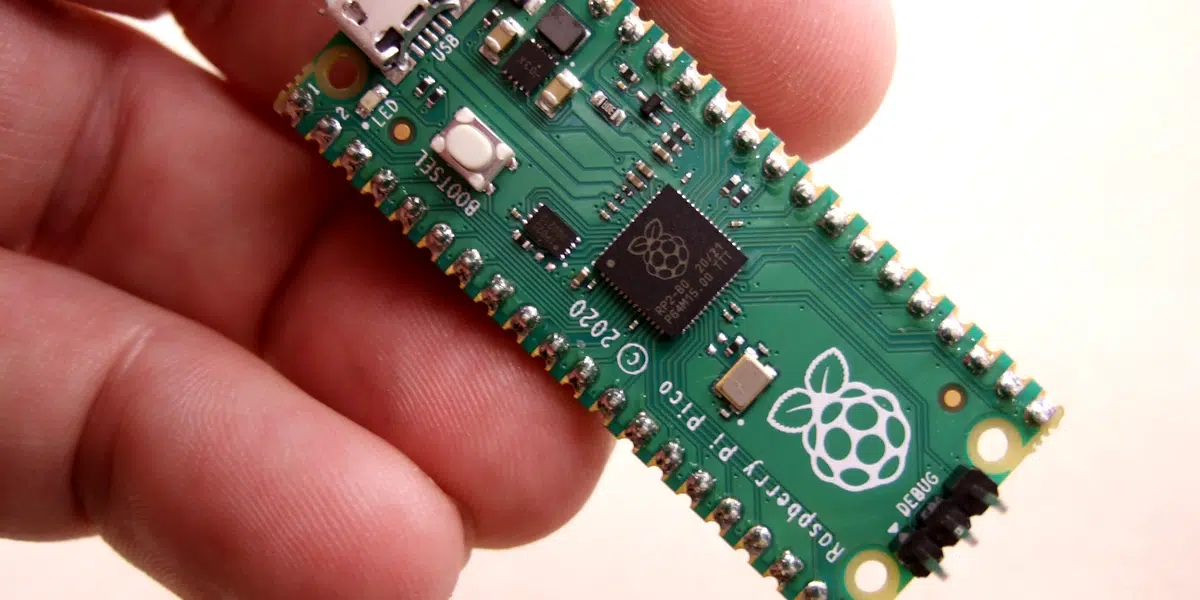 USB
1
2
LED
BOOTSEL
RP2-B0 20/21
P64M15.00 TTT
© 2020
Raspberry Pi Pico
DEBUG